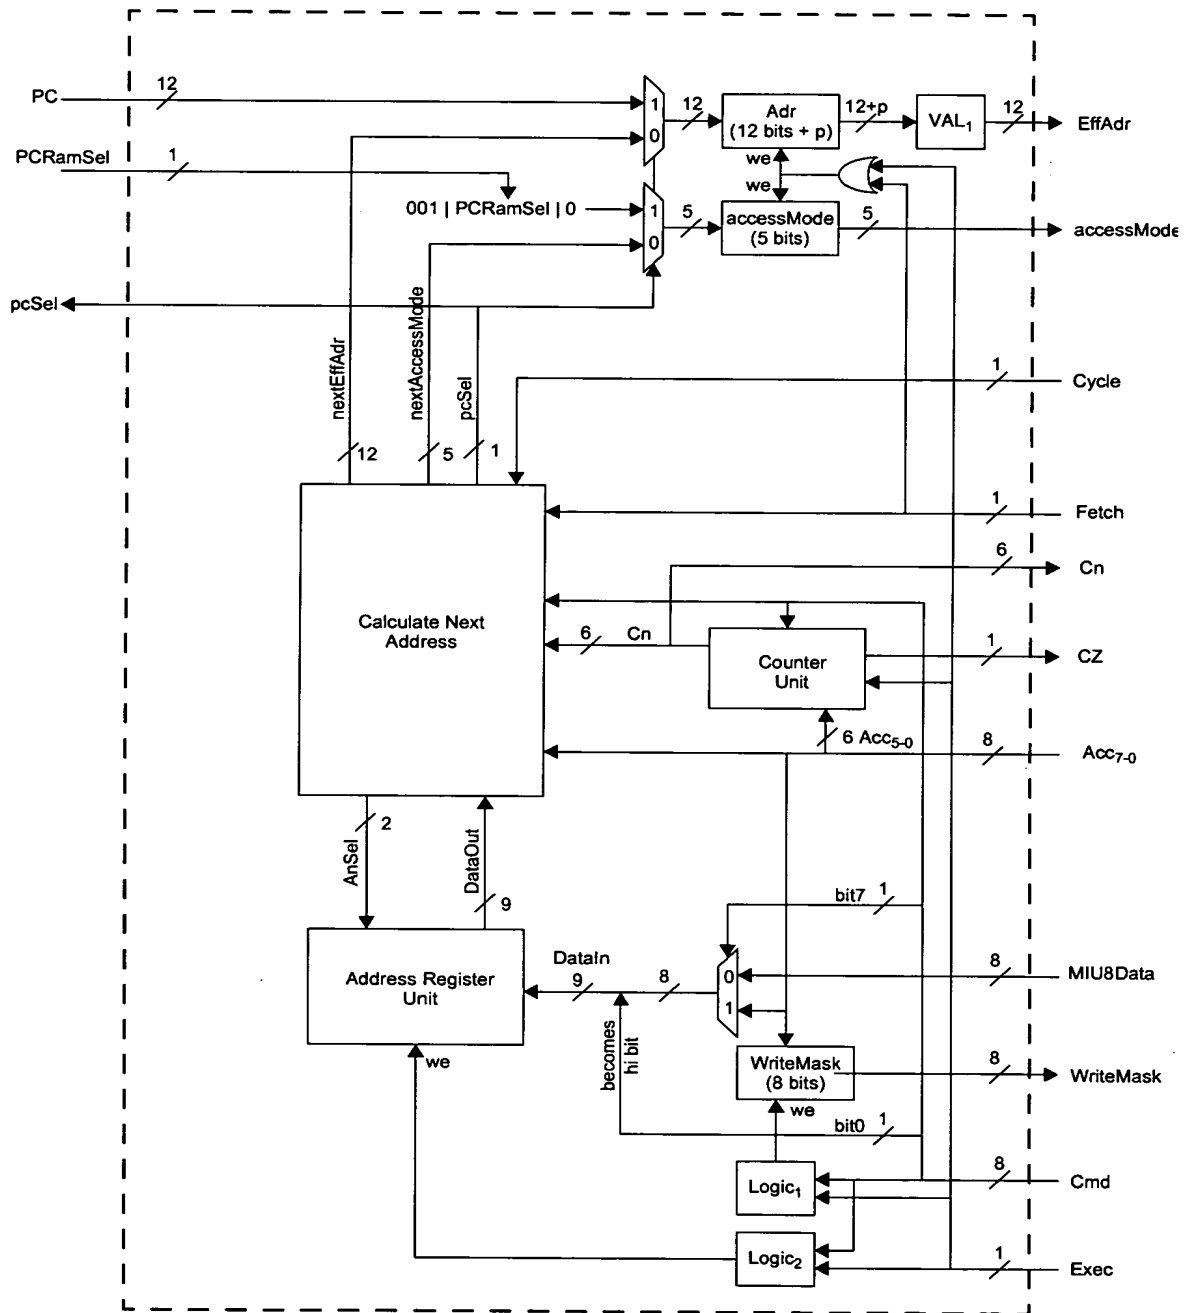 PC
12
1
0
12
Adr
(12 bits + p)
12+p
VAL₁
12
EffAdr
PCRamSel
1
we
we
001 | PCRamSel | 0
1
0
5
accessMode
(5 bits)
5
accessMode
pcSel
nextEffAdr
nextAccessMode
pcSel
12
5
1
1
Cycle
1
Fetch
6
Cn
Calculate Next
Address
6
Cn
Counter
Unit
1
CZ
6 Acc₅₋₀
8
Acc₇₋₀
2
AnSel
DataOut
9
bit7
1
Address Register
Unit
DataIn
9
8
0
1
8
MIU8Data
becomes
hi bit
WriteMask
(8 bits)
8
WriteMask
we
we
bit0
1
Logic₁
8
Cmd
Logic₂
1
Exec